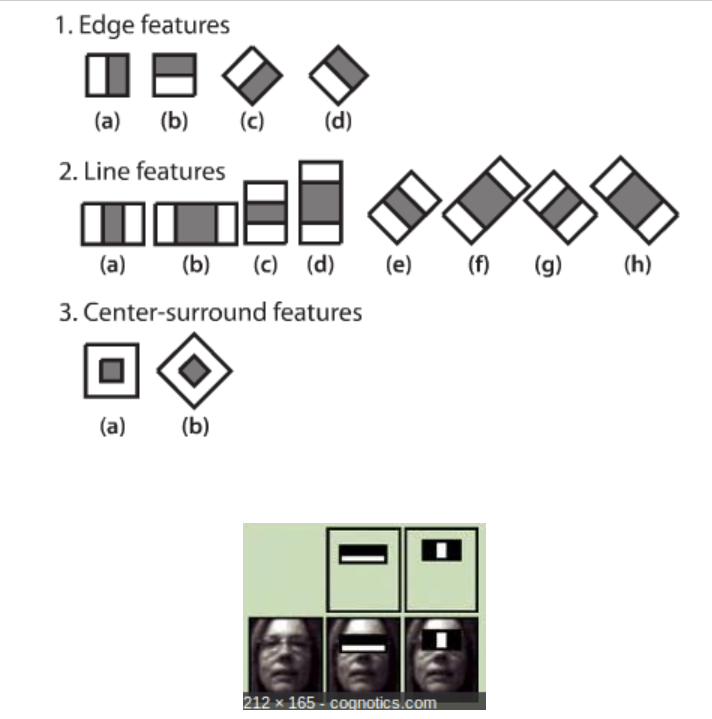 1. Edge features
(a) (b) (c) (d)
2. Line features
(a) (b) (c) (d) (e) (f) (g) (h)
3. Center-surround features
(a) (b)
212 × 165 - cognotics.com